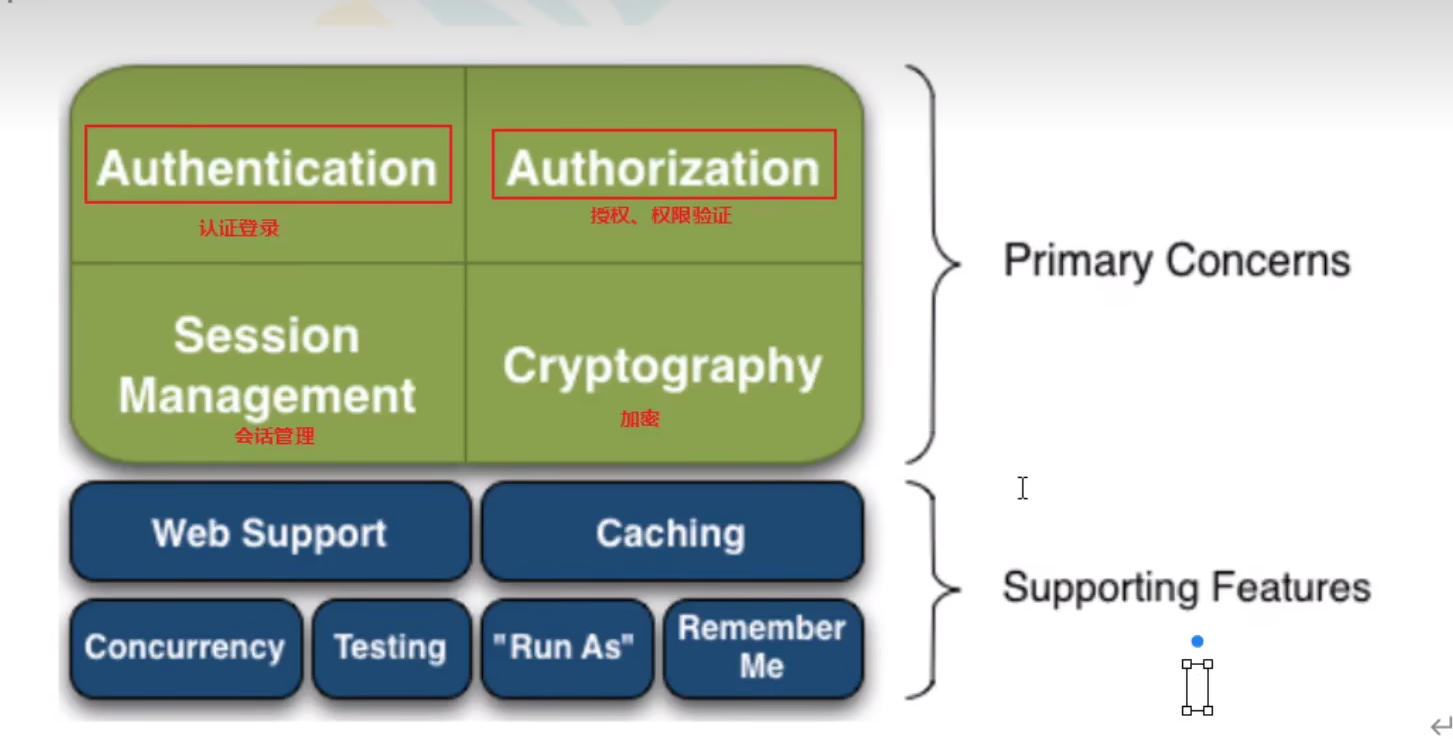 Authentication
认证登录
Authorization
授权、权限验证
Session
Management
会话管理
Cryptography
加密
Primary Concerns
Web Support
Caching
Concurrency
Testing
"Run As"
Remember
Me
Supporting Features